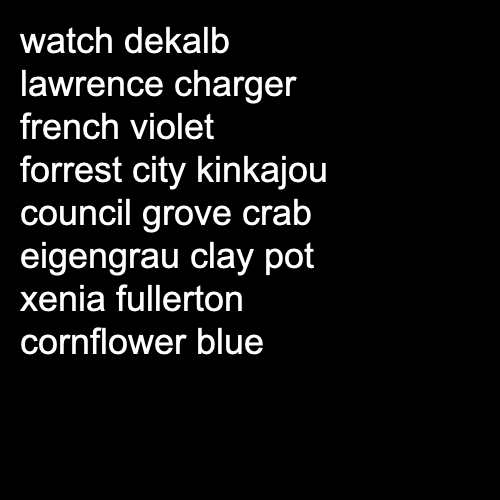 watch dekalb
lawrence charger
french violet
forrest city kinkajou
council grove crab
eigengrau clay pot
xenia fullerton
cornflower blue